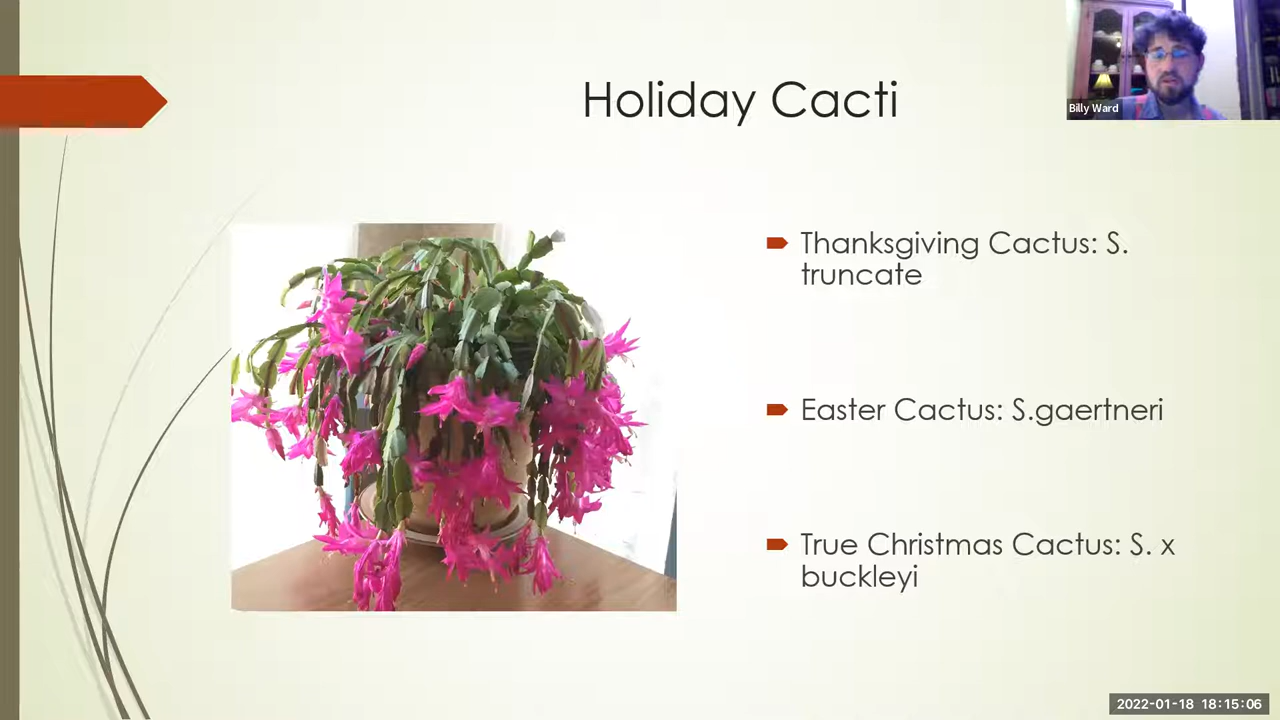 Holiday Cacti
Billy Ward
Thanksgiving Cactus: S.
truncate
Easter Cactus: S.gaertneri
True Christmas Cactus: S. x
buckleyi
2022-01-18 18:15:06